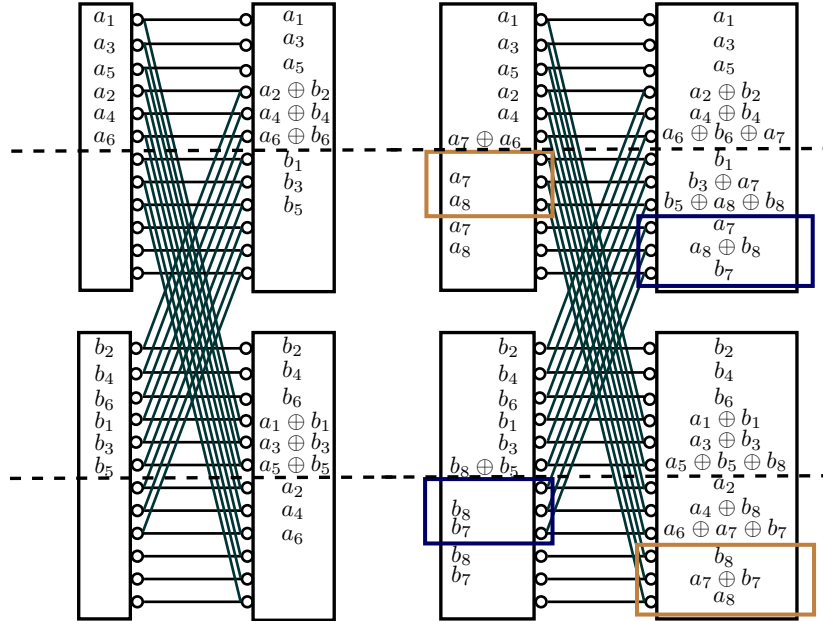 a₁ a₁ a₁ a₁
a₃ a₃ a₃ a₃
a₅ a₅ a₅ a₅
a₂ a₂ ⊕ b₂ a₂ a₂ ⊕ b₂
a₄ a₄ ⊕ b₄ a₄ a₄ ⊕ b₄
a₆ a₆ ⊕ b₆ a₇ ⊕ a₆ a₆ ⊕ b₆ ⊕ a₇
b₁ b₁
b₃ a₇ b₃ ⊕ a₇
b₅ a₈ b₅ ⊕ a₈ ⊕ b₈
a₇ a₇
a₈ a₈ ⊕ b₈
b₇
b₂ b₂ b₂
b₄ b₄ b₄
b₆ b₆ b₆
b₁ a₁ ⊕ b₁ b₁ a₁ ⊕ b₁
b₃ a₃ ⊕ b₃ b₃ a₃ ⊕ b₃
b₅ a₅ ⊕ b₅ b₈ ⊕ b₅ a₅ ⊕ b₅ ⊕ b₈
a₂ a₂
a₄ b₈ a₄ ⊕ b₈
a₆ b₇ a₆ ⊕ a₇ ⊕ b₇
b₈ b₈
b₇ a₇ ⊕ b₇
a₈